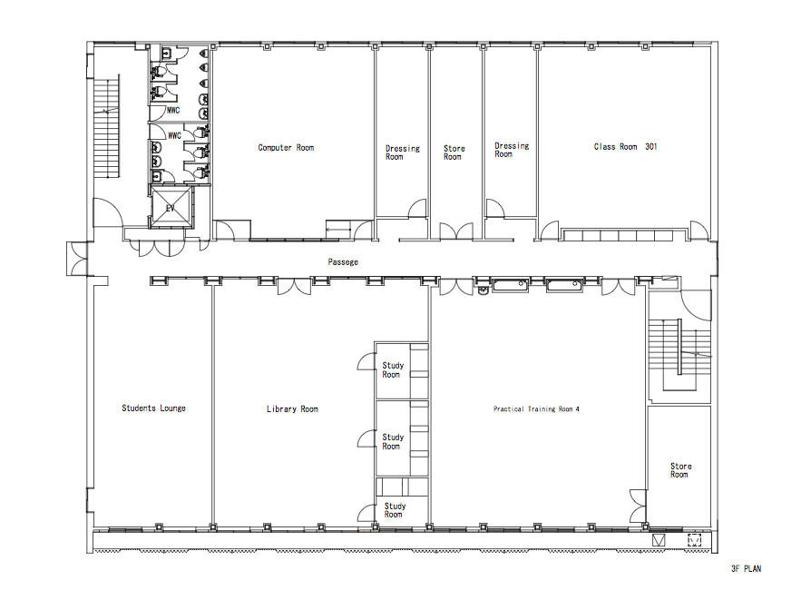 MWC
WWC
EV
Computer Room
Dressing
Room
Store
Room
Dressing
Room
Class Room 301
Passege
Students Lounge
Library Room
Study
Room
Study
Room
Study
Room
Practical Training Room 4
Store
Room
3F PLAN